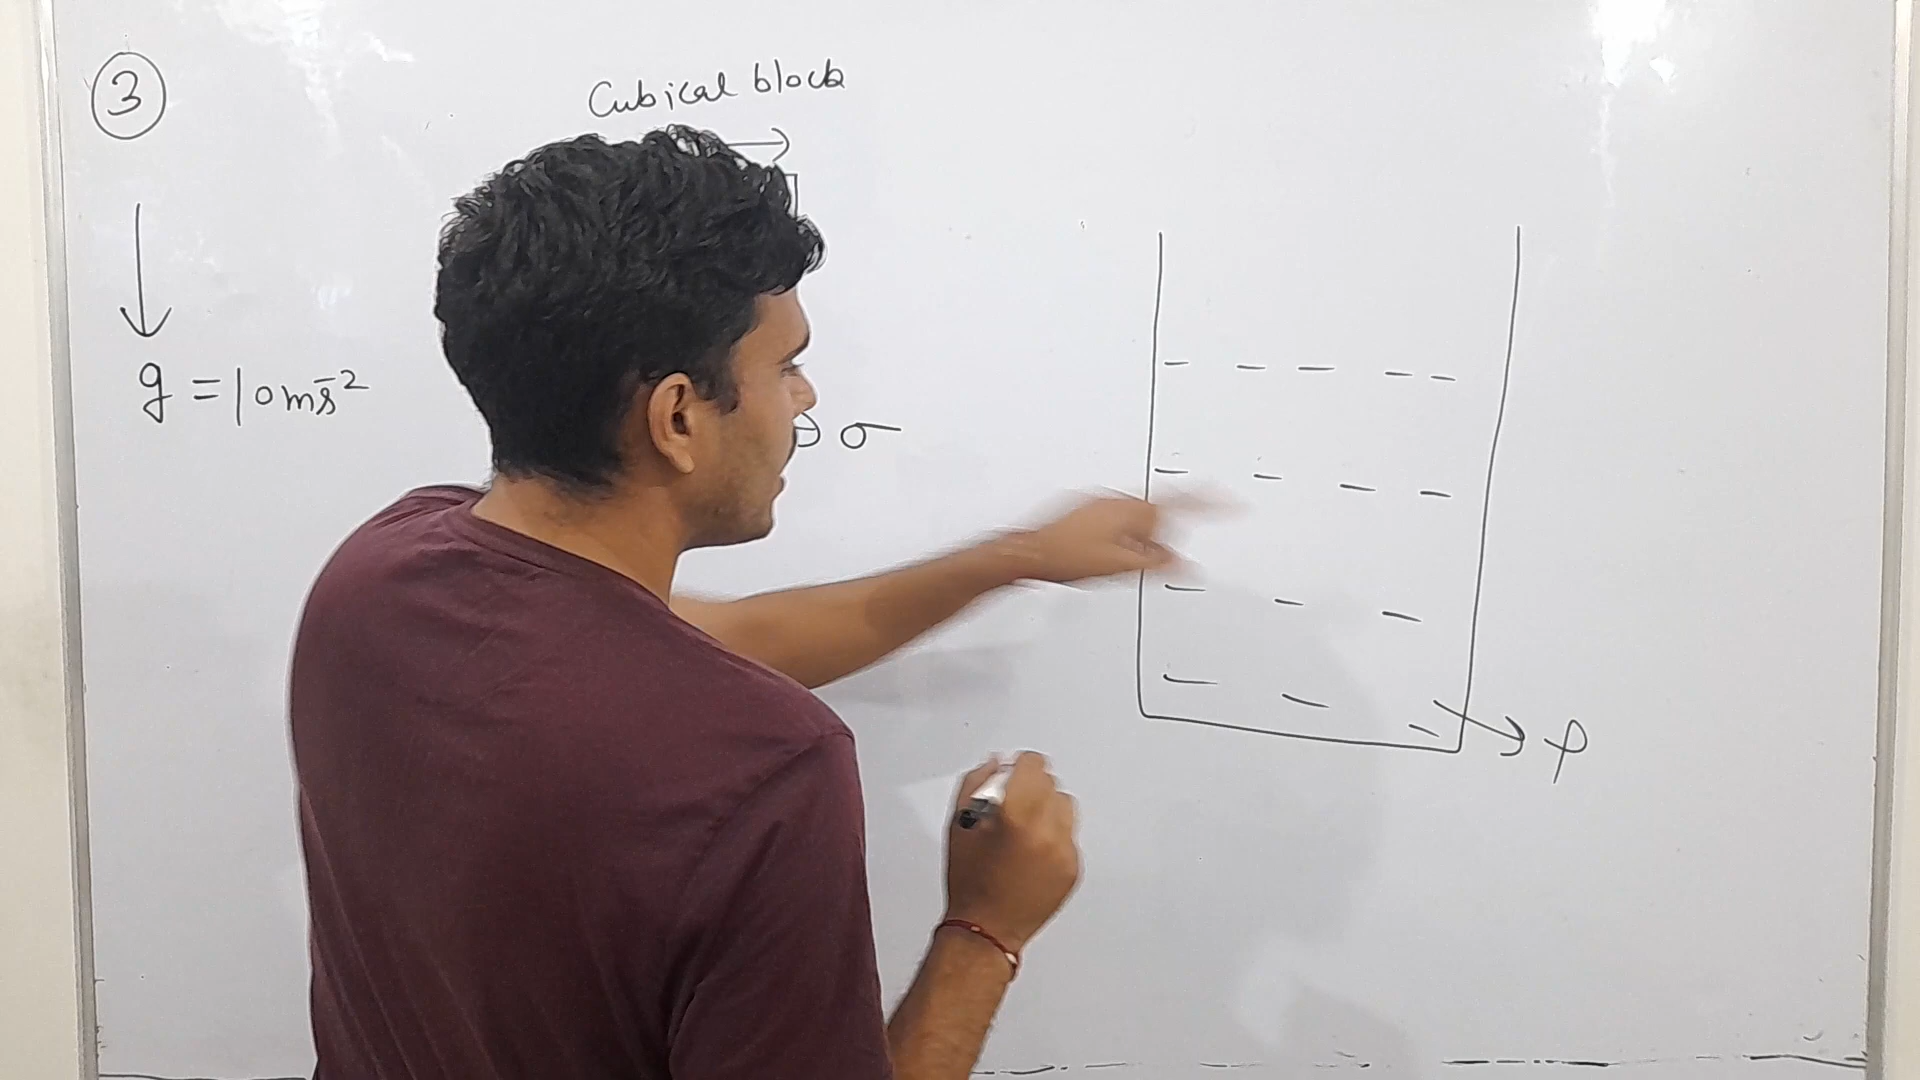 ③
Cubical block
g = 10 ms⁻²
σ
ρ